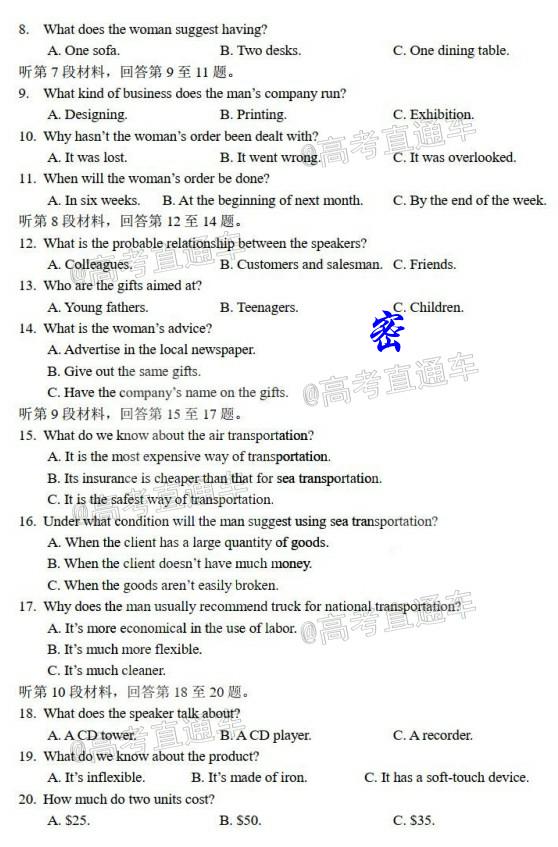 8. What does the woman suggest having?
A. One sofa. B. Two desks. C. One dining table.
听第 7 段材料，回答第 9 至 11 题。
9. What kind of business does the man's company run?
A. Designing. B. Printing. C. Exhibition.
10. Why hasn't the woman's order been dealt with?
A. It was lost. B. It went wrong. C. It was overlooked.
@高考直通车
11. When will the woman's order be done?
A. In six weeks. B. At the beginning of next month. C. By the end of the week.
听第 8 段材料，回答第 12 至 14 题。
12. What is the probable relationship between the speakers?
A. Colleagues. B. Customers and salesman. C. Friends.
@高考直通车
13. Who are the gifts aimed at?
A. Young fathers. B. Teenagers. C. Children.
14. What is the woman's advice?
密
A. Advertise in the local newspaper.
B. Give out the same gifts.
C. Have the company's name on the gifts.
@高考直通车
听第 9 段材料，回答第 15 至 17 题。
15. What do we know about the air transportation?
A. It is the most expensive way of transportation.
B. Its insurance is cheaper than that for sea transportation.
C. It is the safest way of transportation.
@高考直通车
16. Under what condition will the man suggest using sea transportation?
A. When the client has a large quantity of goods.
B. When the client doesn't have much money.
C. When the goods aren't easily broken.
17. Why does the man usually recommend truck for national transportation?
A. It's more economical in the use of labor.
@高考直通车
B. It's much more flexible.
C. It's much cleaner.
听第 10 段材料，回答第 18 至 20 题。
18. What does the speaker talk about?
A. A CD tower. B. A CD player. C. A recorder.
@高考直通车
19. What do we know about the product?
A. It's inflexible. B. It's made of iron. C. It has a soft-touch device.
20. How much do two units cost?
A. $25. B. $50. C. $35.